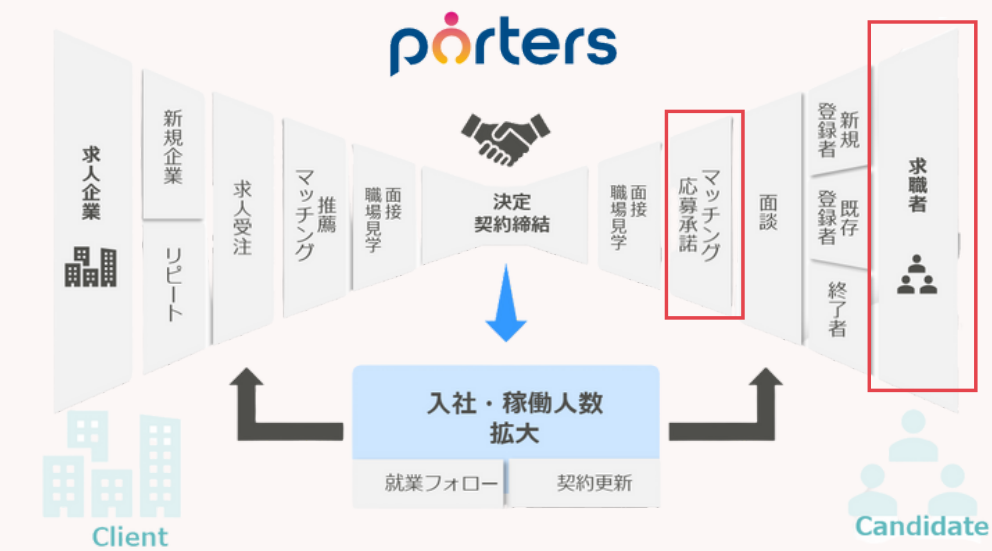 porters
求人企業
新規企業
リピート
求人受注
推薦
マッチング
面接
職場見学
決定
契約締結
面接
職場見学
マッチング
応募承諾
面談
新規
登録者
既存
登録者
終了者
求職者
入社・稼働人数
拡大
就業フォロー
契約更新
Client
Candidate